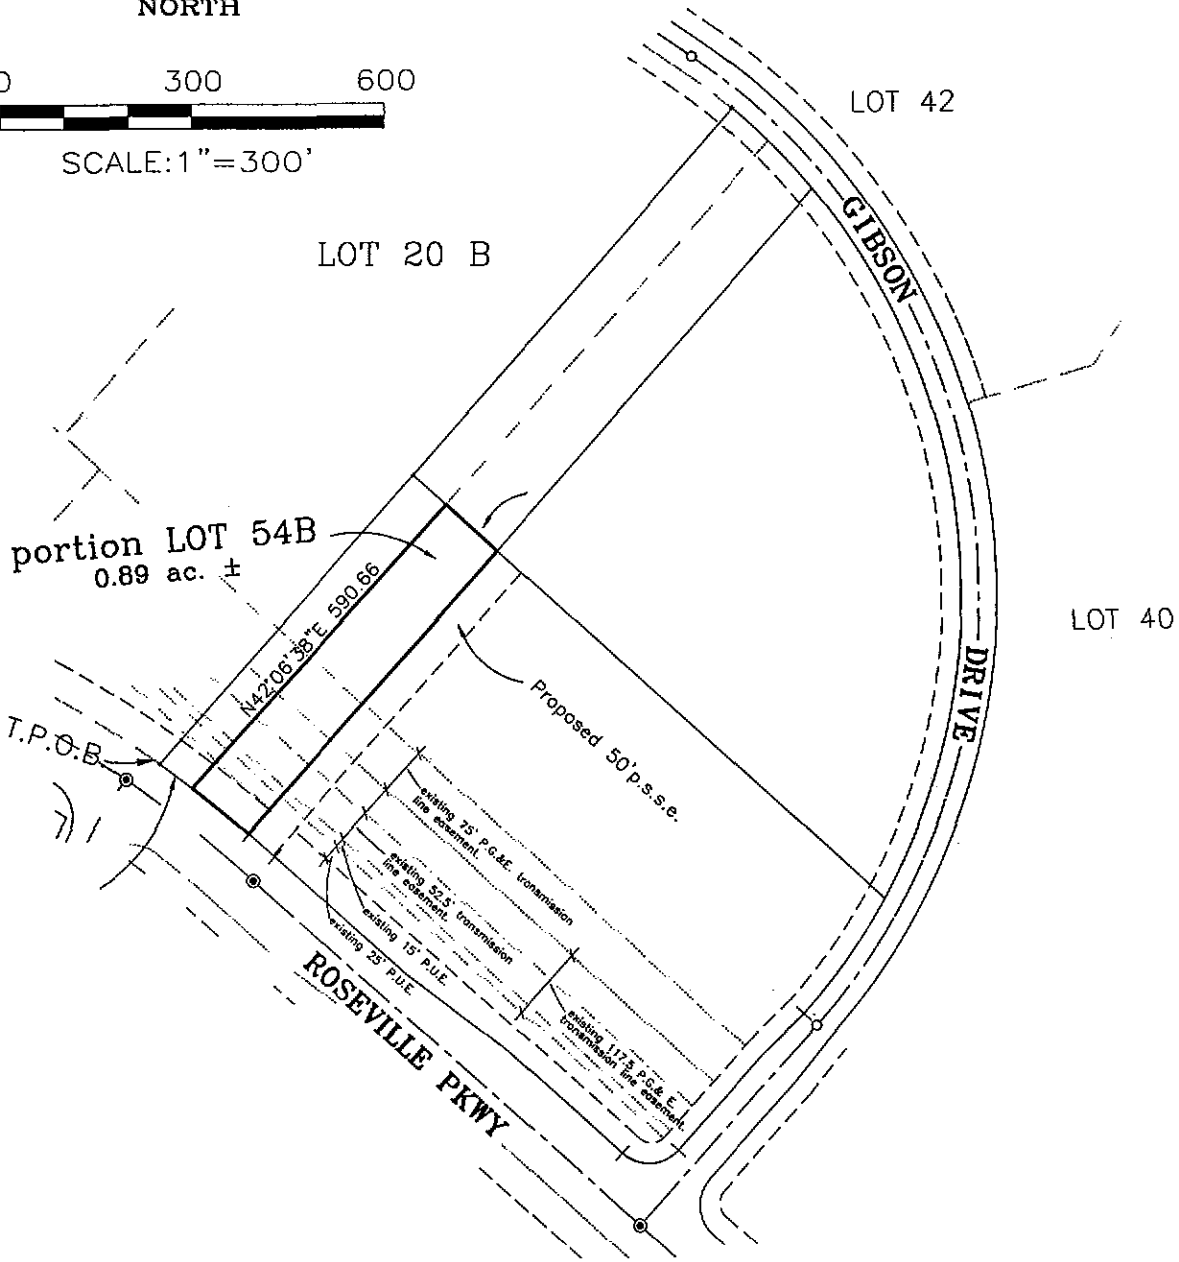 NORTH
0 300 600
SCALE:1"=300'
LOT 42
GIBSON
LOT 20 B
portion LOT 54B
0.89 ac. ±
N42°06'38"E 590.66
LOT 40
DRIVE
T.P.O.B.
Proposed 50'p.s.s.e.
existing 75' P.G.&E. transmission
line easement.
existing 52.5' transmission
line easement.
existing 15' P.U.E.
existing 25' P.U.E.
existing 117.5 P.G.& E.
transmission line easement.
ROSEVILLE PKWY